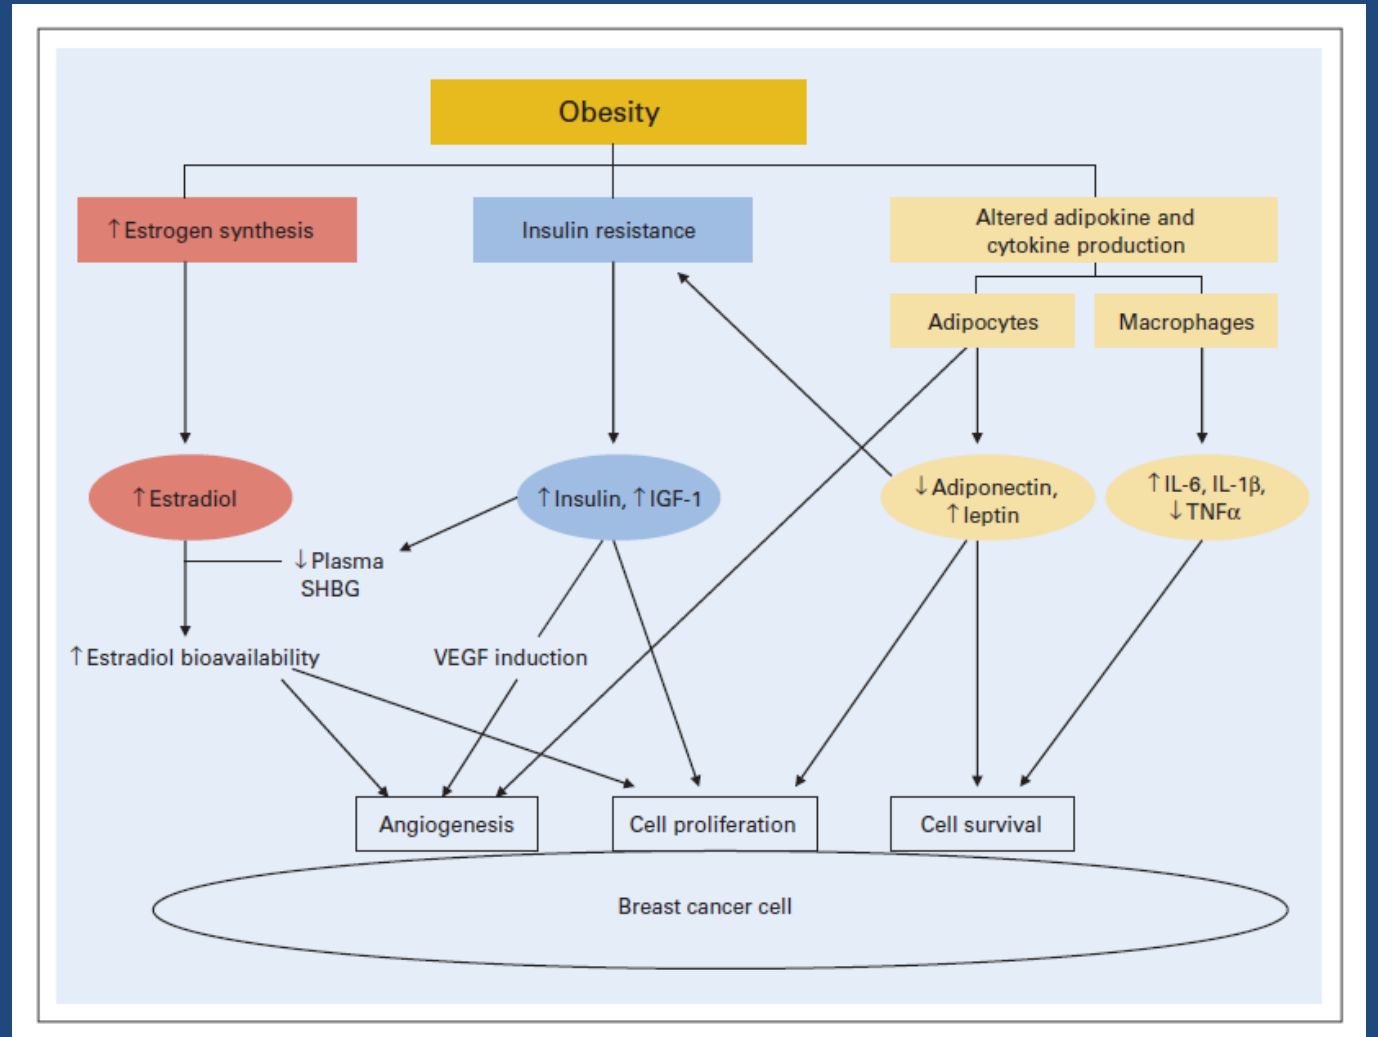 Obesity
↑Estrogen synthesis
Insulin resistance
Altered adipokine and
cytokine production
Adipocytes
Macrophages
↑Estradiol
↑Insulin, ↑IGF-1
↓Adiponectin,
↑leptin
↑IL-6, IL-1β,
↓TNFα
↓Plasma
SHBG
↑Estradiol bioavailability
VEGF induction
Angiogenesis
Cell proliferation
Cell survival
Breast cancer cell